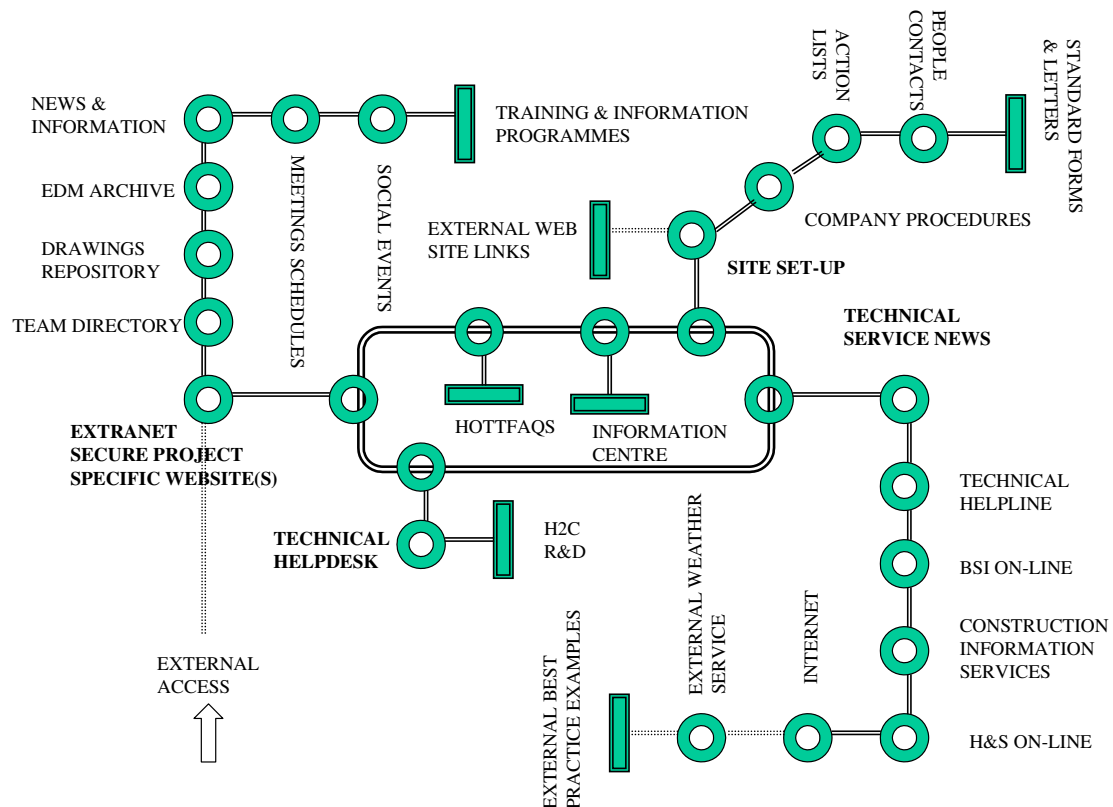 ACTION
LISTS
PEOPLE
CONTACTS
STANDARD FORMS
& LETTERS
NEWS &
INFORMATION
TRAINING & INFORMATION
PROGRAMMES
MEETINGS SCHEDULES
SOCIAL EVENTS
EDM ARCHIVE
EXTERNAL WEB
SITE LINKS
COMPANY PROCEDURES
DRAWINGS
REPOSITORY
SITE SET-UP
TEAM DIRECTORY
TECHNICAL
SERVICE NEWS
EXTRANET
SECURE PROJECT
SPECIFIC WEBSITE(S)
HOTTFAQS
INFORMATION
CENTRE
TECHNICAL
HELPDESK
H2C
R&D
TECHNICAL
HELPLINE
BSI ON-LINE
CONSTRUCTION
INFORMATION
SERVICES
H&S ON-LINE
INTERNET
EXTERNAL WEATHER
SERVICE
EXTERNAL BEST
PRACTICE EXAMPLES
EXTERNAL
ACCESS